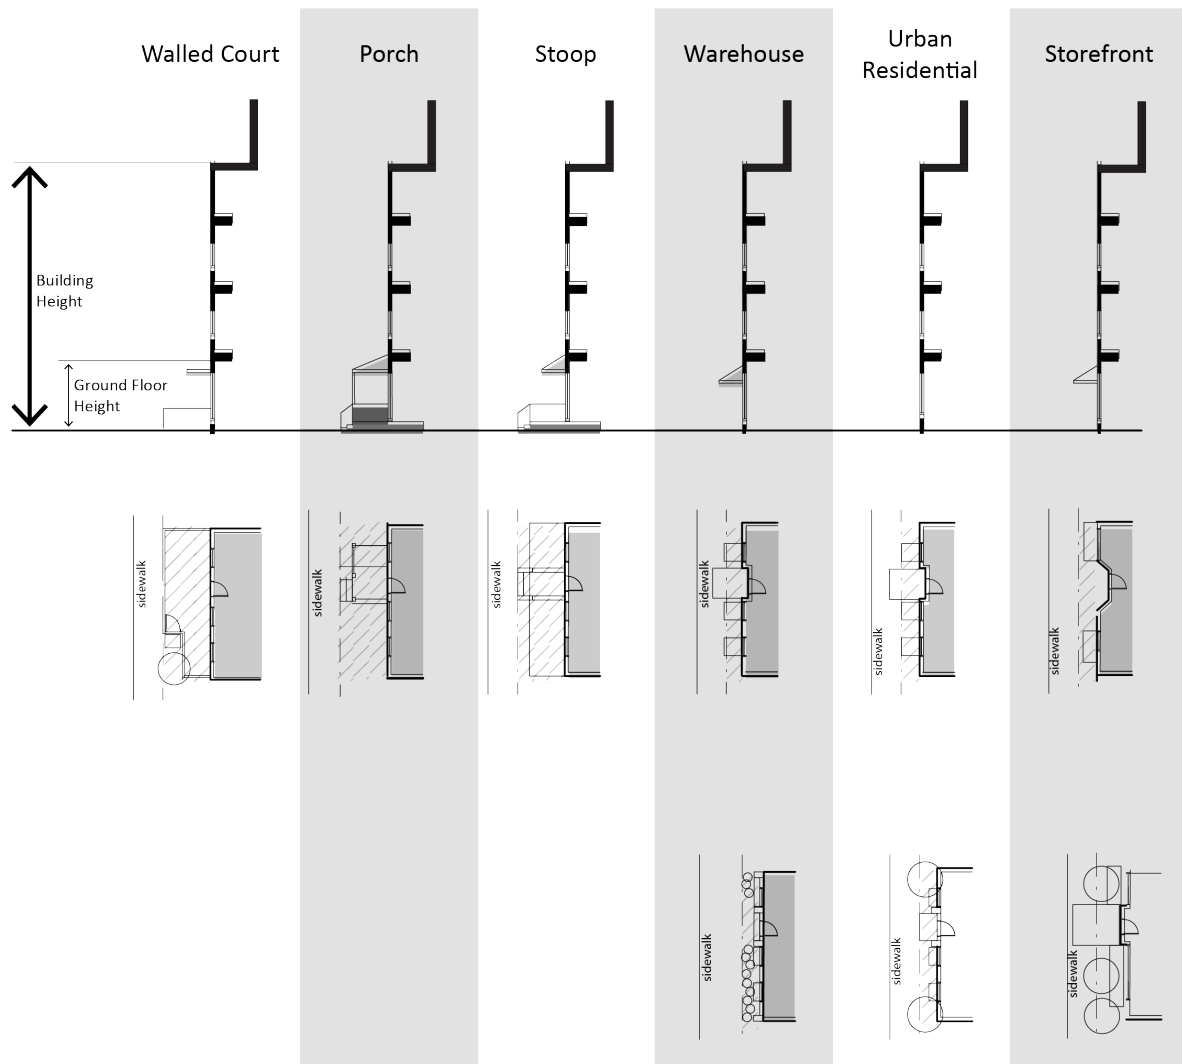 Walled Court
Porch
Stoop
Warehouse
Urban
Residential
Storefront
Building
Height
Ground Floor
Height
sidewalk
sidewalk
sidewalk
sidewalk
sidewalk
sidewalk
sidewalk
sidewalk
sidewalk